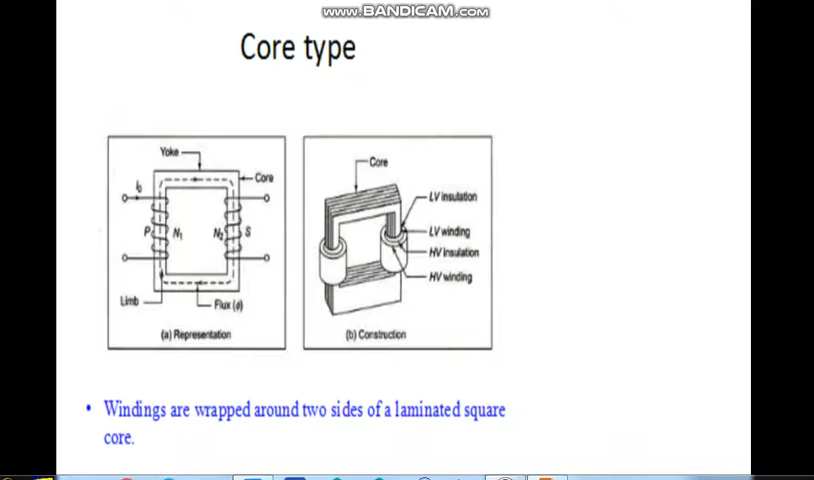 www.BANDICAM.com
Core type
Yoke
I₀
Core
P
N₁
N₂
S
Limb
Flux (ϕ)
(a) Representation
Core
LV insulation
LV winding
HV insulation
HV winding
(b) Construction
• Windings are wrapped around two sides of a laminated square
core.